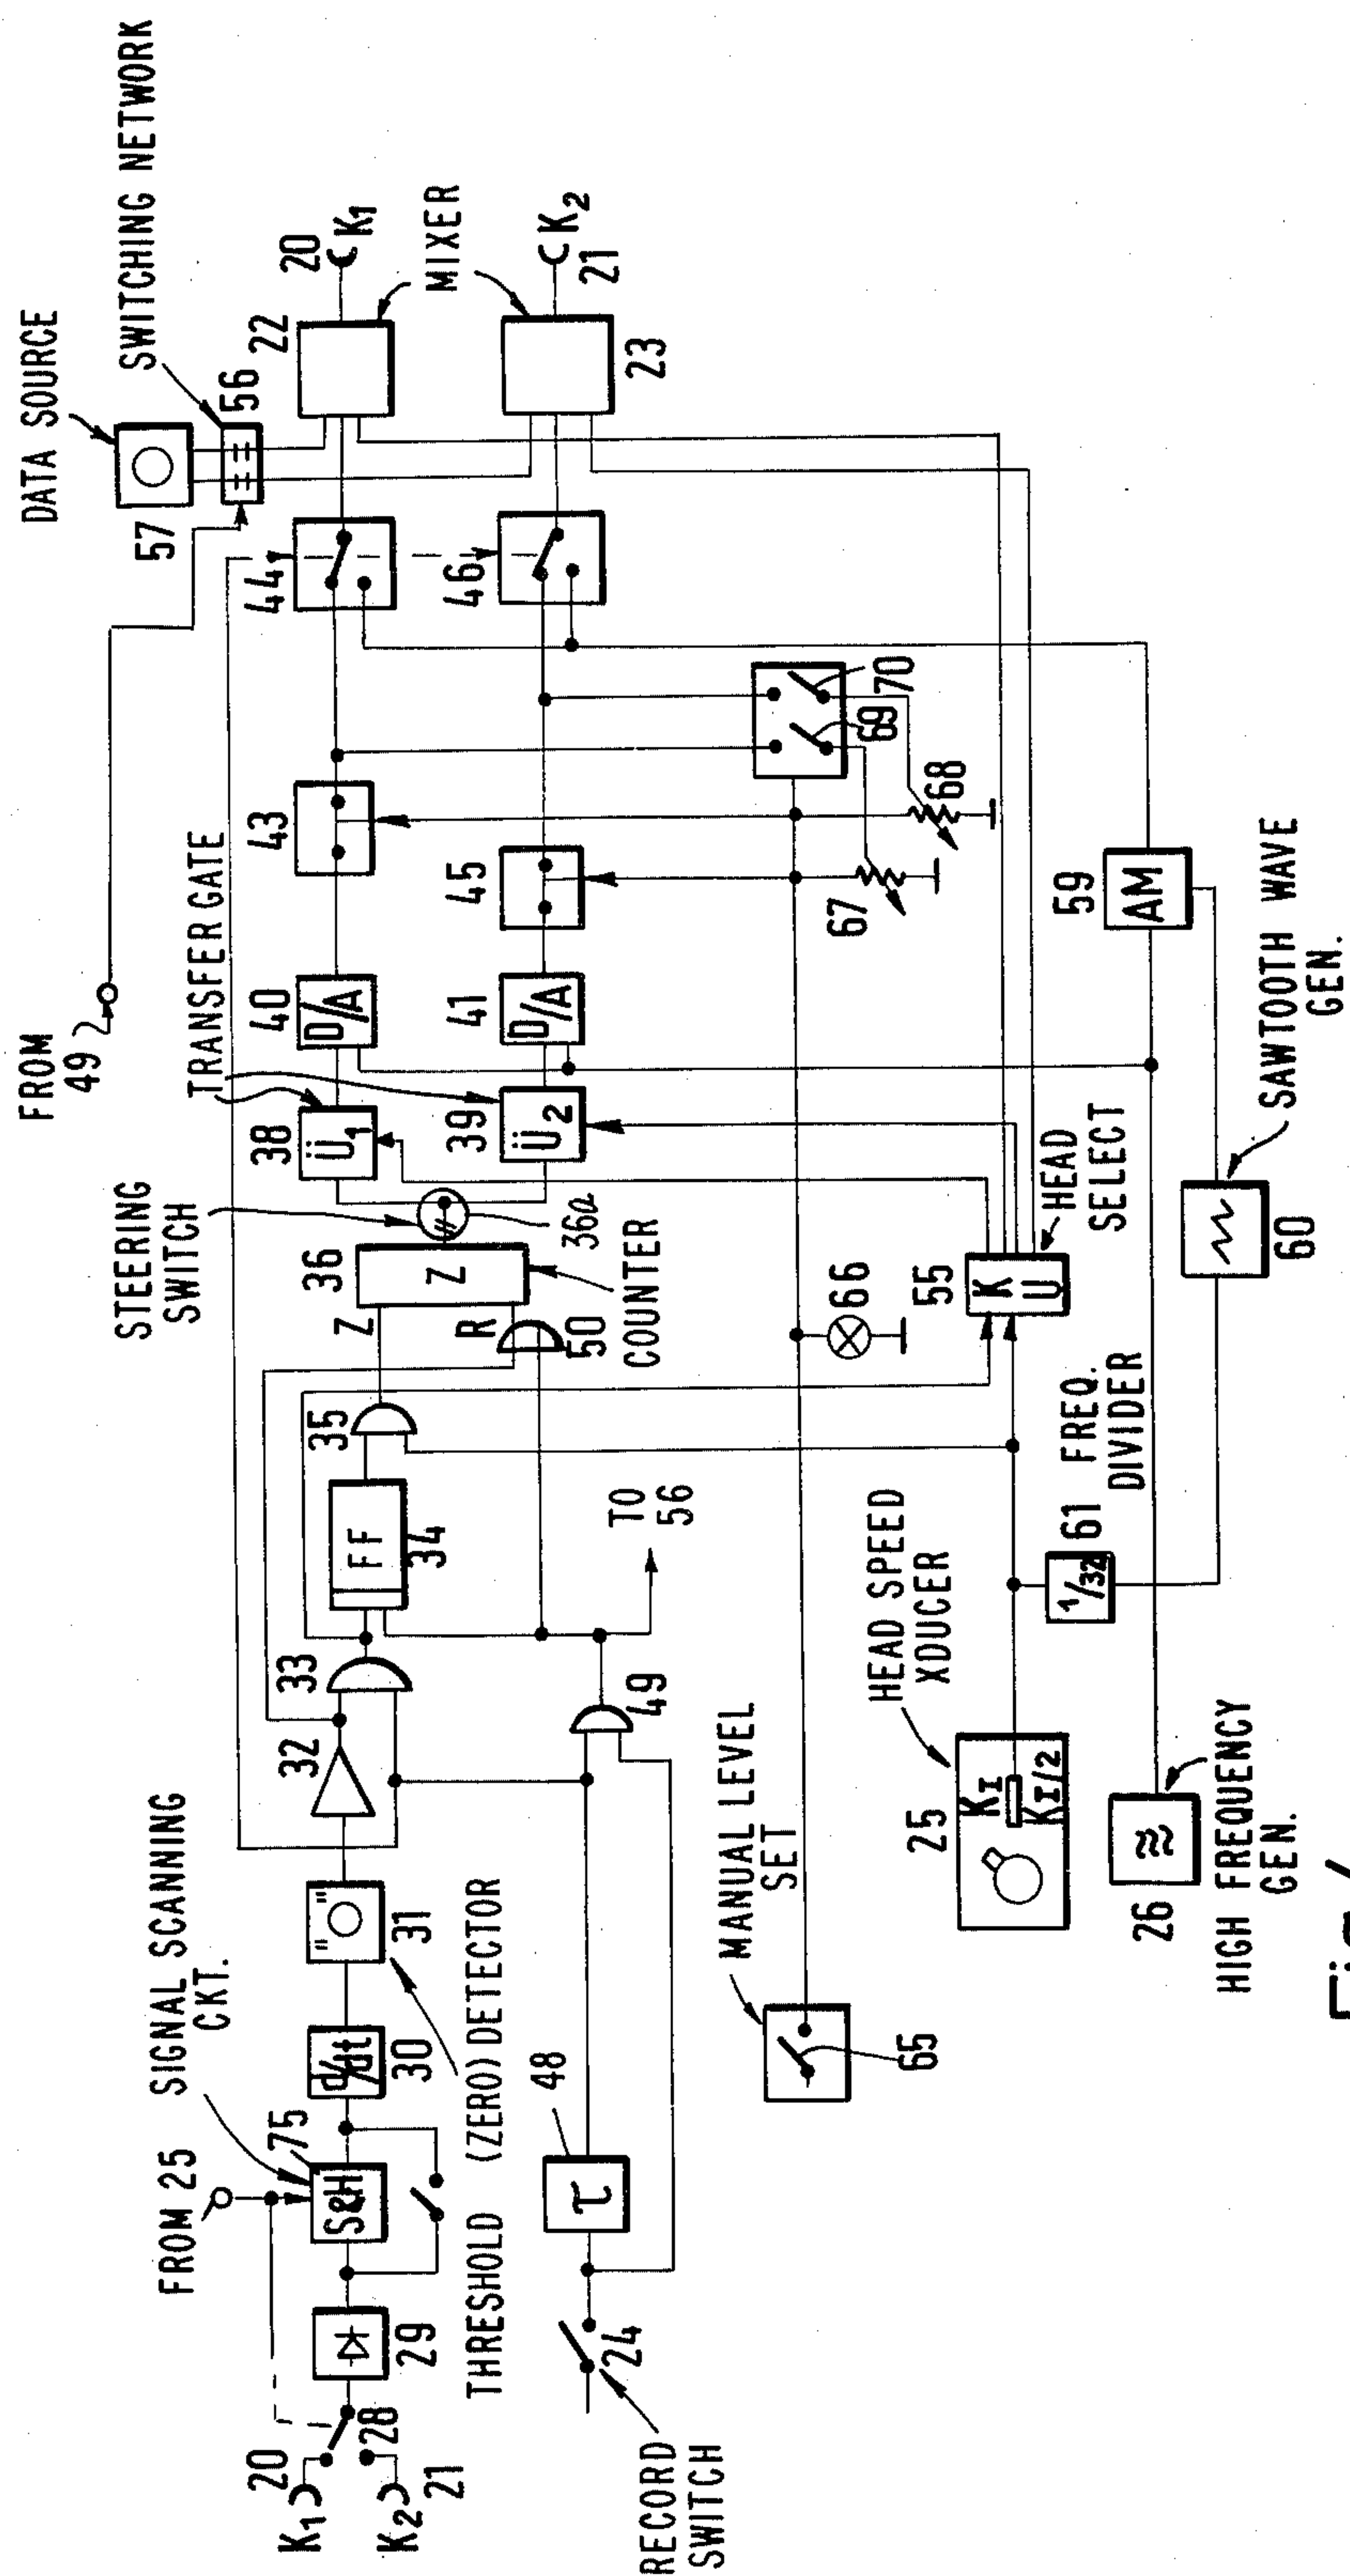 DATA SOURCE
SWITCHING NETWORK
57
56
FROM
49
TRANSFER GATE
STEERING
SWITCH
SIGNAL SCANNING
CKT.
FROM 25
20
K1
28
K2
21
29
S&H
75
d/dt
30
"O"
31
THRESHOLD (ZERO) DETECTOR
32
33
FF
34
35
Z
R
50
36
Z
36a
COUNTER
38
Ü1
39
Ü2
40
D/A
41
D/A
43
45
44
46
22
23
MIXER
20
K1
K2
21
RECORD
SWITCH
24
48
τ
49
TO
56
MANUAL LEVEL
SET
65
66
67
68
69
70
HEAD SPEED
XDUCER
25
KI
KI/2
61
1/32
FREQ.
DIVIDER
55
K
U
HEAD
SELECT
59
AM
26
HIGH FREQUENCY
GEN.
60
SAWTOOTH WAVE
GEN.